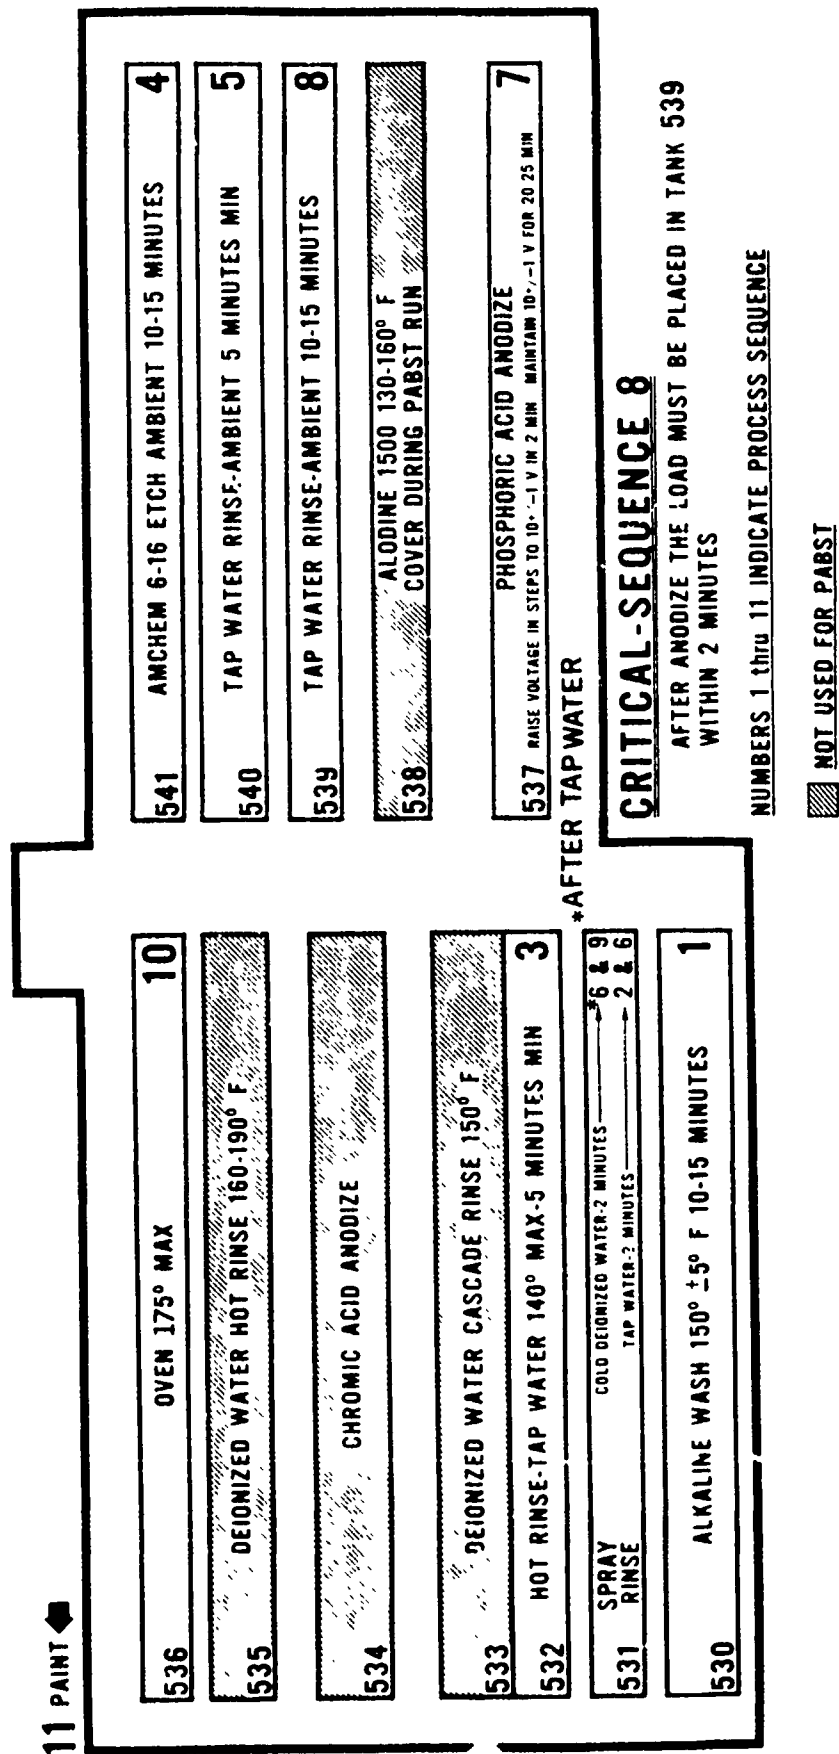 11 PAINT
536 OVEN 175° MAX 10
535 DEIONIZED WATER HOT RINSE 160-190° F
534 CHROMIC ACID ANODIZE
533 DEIONIZED WATER CASCADE RINSE 150° F
532 HOT RINSE-TAP WATER 140° MAX-5 MINUTES MIN 3
*AFTER TAPWATER
531 SPRAY RINSE
COLD DEIONIZED WATER-2 MINUTES *6 & 9
TAP WATER-2 MINUTES 2 & 6
530 ALKALINE WASH 150° ±5° F 10-15 MINUTES 1
541 AMCHEM 6-16 ETCH AMBIENT 10-15 MINUTES 4
540 TAP WATER RINSE-AMBIENT 5 MINUTES MIN 5
539 TAP WATER RINSE-AMBIENT 10-15 MINUTES 8
538 ALODINE 1500 130-160° F
COVER DURING PABST RUN
PHOSPHORIC ACID ANODIZE 7
537 RAISE VOLTAGE IN STEPS TO 10+/-1 V IN 2 MIN MAINTAIN 10+/-1 V FOR 20 25 MIN
CRITICAL-SEQUENCE 8
AFTER ANODIZE THE LOAD MUST BE PLACED IN TANK 539
WITHIN 2 MINUTES
NUMBERS 1 thru 11 INDICATE PROCESS SEQUENCE
NOT USED FOR PABST